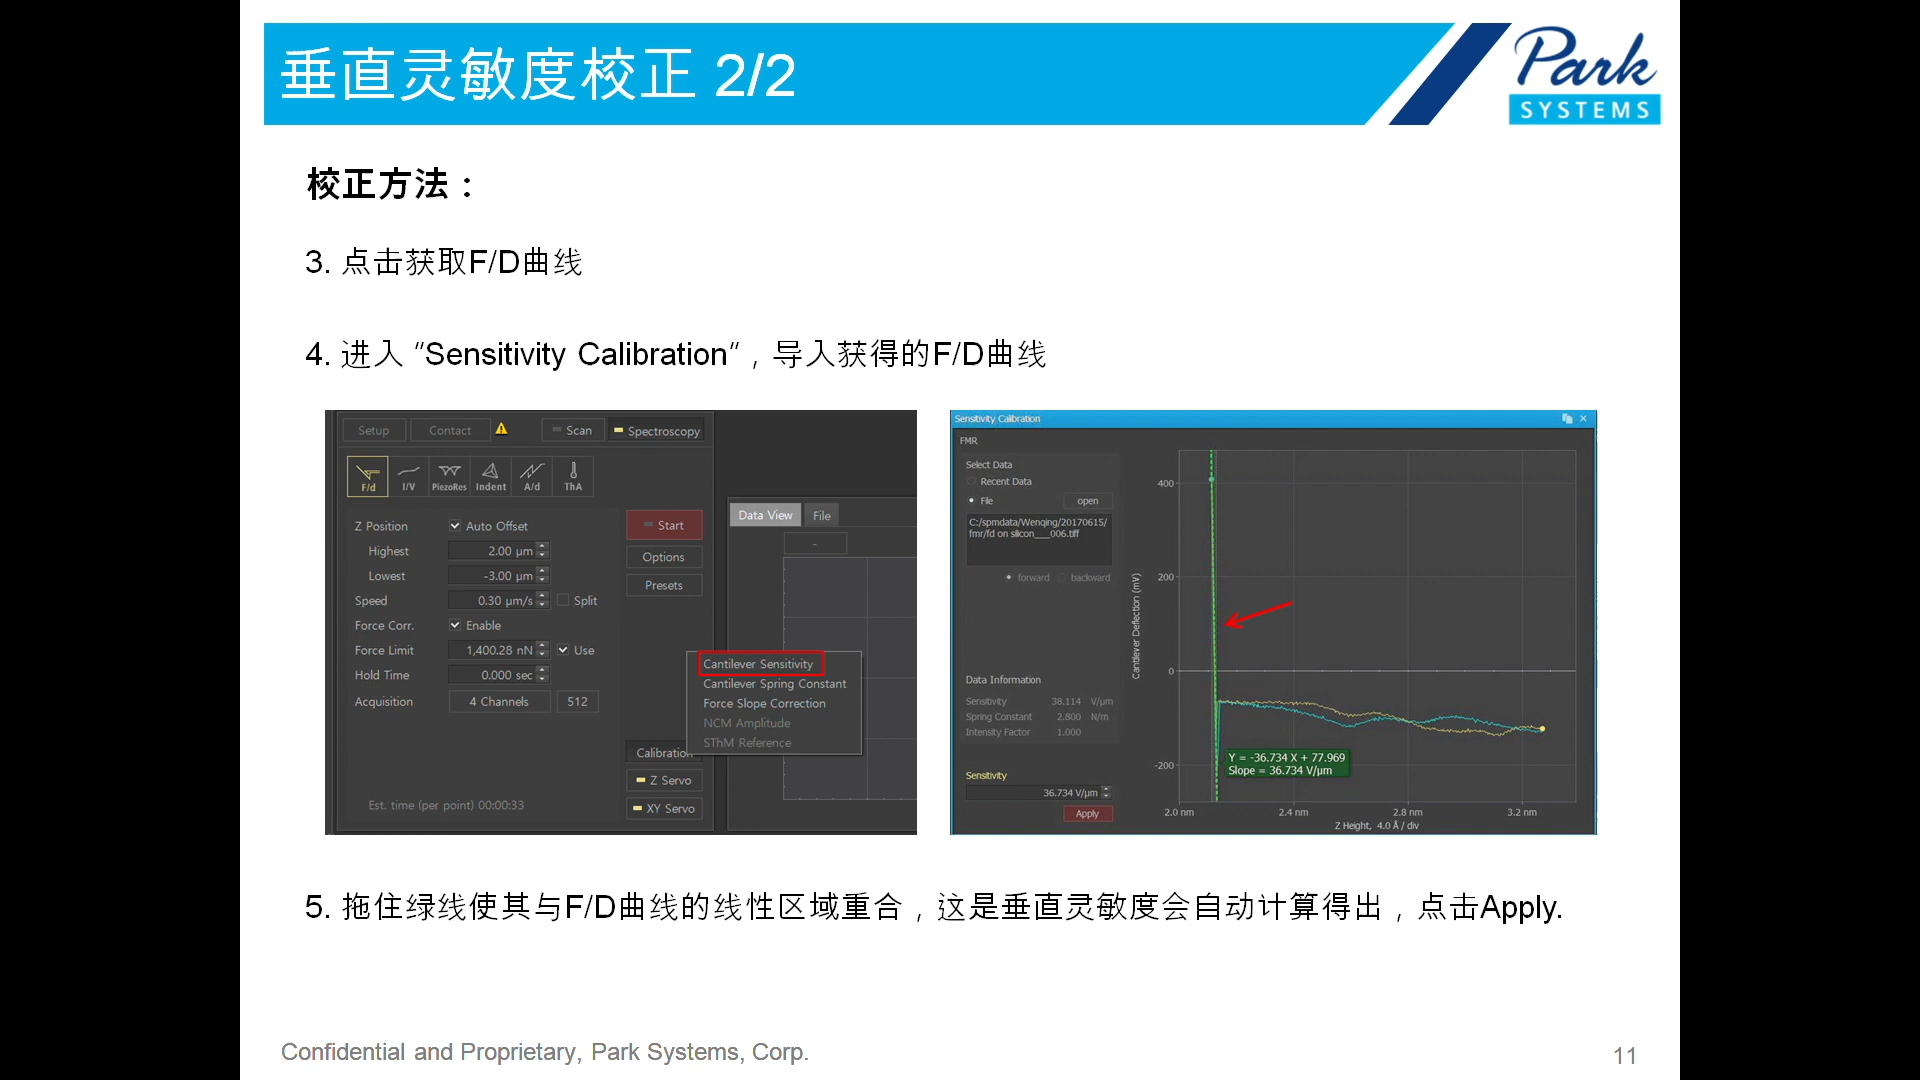 垂直灵敏度校正 2/2
Park
SYSTEMS
校正方法：
3. 点击获取F/D曲线
4. 进入 “Sensitivity Calibration”，导入获得的F/D曲线
Setup
Contact
Scan
Spectroscopy
F/d
I/V
PiezoRes
Indent
A/d
ThA
Z Position
Auto Offset
Highest
2.00 μm
Lowest
-3.00 μm
Speed
0.30 μm/s
Split
Force Corr.
Enable
Force Limit
1,400.28 nN
Use
Hold Time
0.000 sec
Acquisition
4 Channels
512
Est. time (per point) 00:00:33
Start
Options
Presets
Calibration
Z Servo
XY Servo
Data View
File
-
Cantilever Sensitivity
Cantilever Spring Constant
Force Slope Correction
NCM Amplitude
SThM Reference
Sensitivity Calibration
FMR
Select Data
Recent Data
File
open
C:/spmdata/Wenqing/20170615/
fmr/fd on silicon___006.tiff
forward
backward
Data Information
Sensitivity 38.114 V/μm
Spring Constant 2.800 N/m
Intensity Factor 1.000
Sensitivity
36.734 V/μm
Apply
Cantilever Deflection (mV)
400
200
0
-200
Y = -36.734 X + 77.969
Slope = 36.734 V/μm
2.0 nm
2.4 nm
2.8 nm
3.2 nm
Z Height, 4.0 Å / div
5. 拖住绿线使其与F/D曲线的线性区域重合，这是垂直灵敏度会自动计算得出，点击Apply.
Confidential and Proprietary, Park Systems, Corp.
11